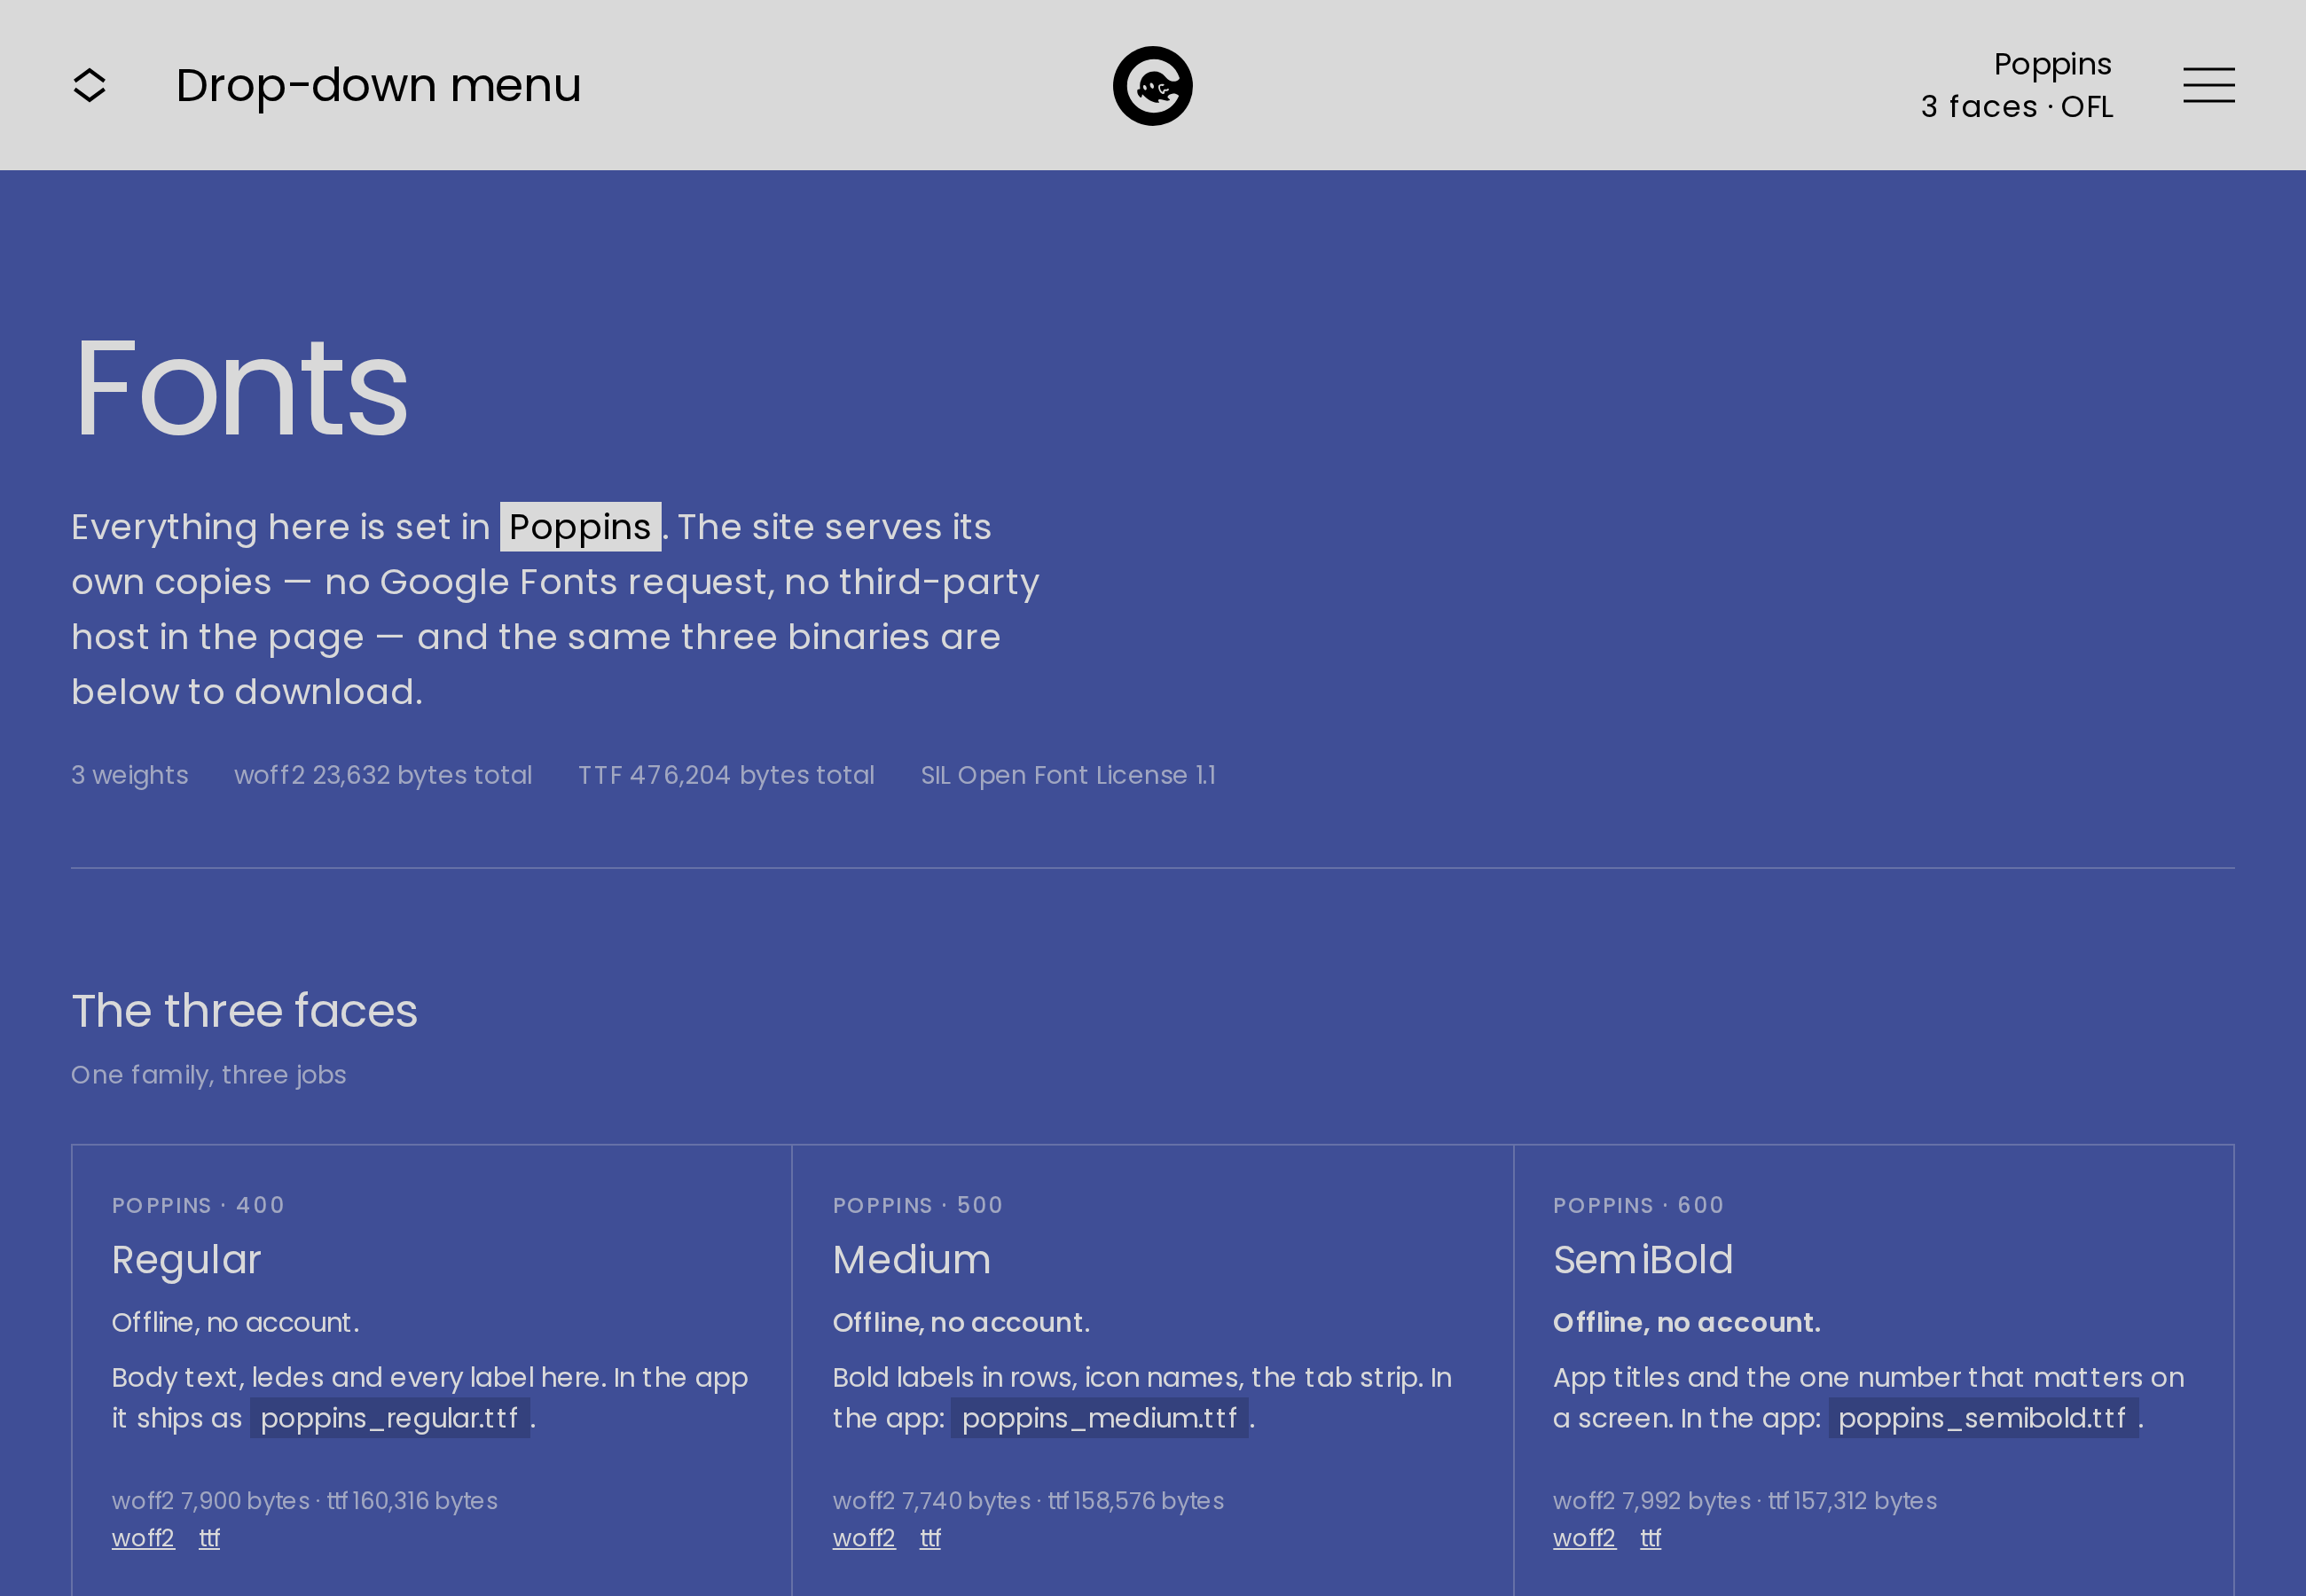 Drop-down menu
Poppins
3 faces · OFL
Fonts
Everything here is set in Poppins. The site serves its
own copies — no Google Fonts request, no third-party
host in the page — and the same three binaries are
below to download.
3 weights woff2 23,632 bytes total TTF 476,204 bytes total SIL Open Font License 1.1
The three faces
One family, three jobs
POPPINS · 400
Regular
Offline, no account.
Body text, ledes and every label here. In the app
it ships as poppins_regular.ttf.
woff2 7,900 bytes · ttf 160,316 bytes
woff2 ttf
POPPINS · 500
Medium
Offline, no account.
Bold labels in rows, icon names, the tab strip. In
the app: poppins_medium.ttf.
woff2 7,740 bytes · ttf 158,576 bytes
woff2 ttf
POPPINS · 600
SemiBold
Offline, no account.
App titles and the one number that matters on
a screen. In the app: poppins_semibold.ttf.
woff2 7,992 bytes · ttf 157,312 bytes
woff2 ttf